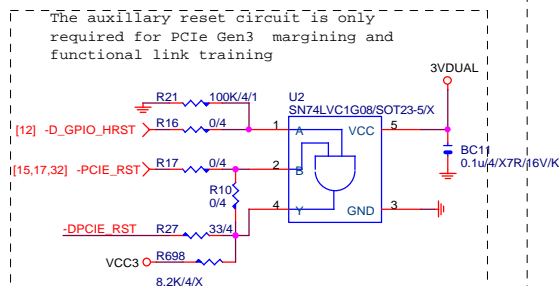 The auxillary reset circuit is only
required for PCIe Gen3 margining and
functional link training
3VDUAL
R21 100K/4/1
U2
SN74LVC1G08/SOT23-5/X
[12] -D_GPIO_HRST R16 0/4 1 A VCC 5
BC11
0.1u/4/X7R/16V/K
[15,17,32] -PCIE_RST R17 0/4 2 B
R10
0/4
4 Y GND 3
-DPCIE_RST R27 33/4
VCC3 R698
8.2K/4/X